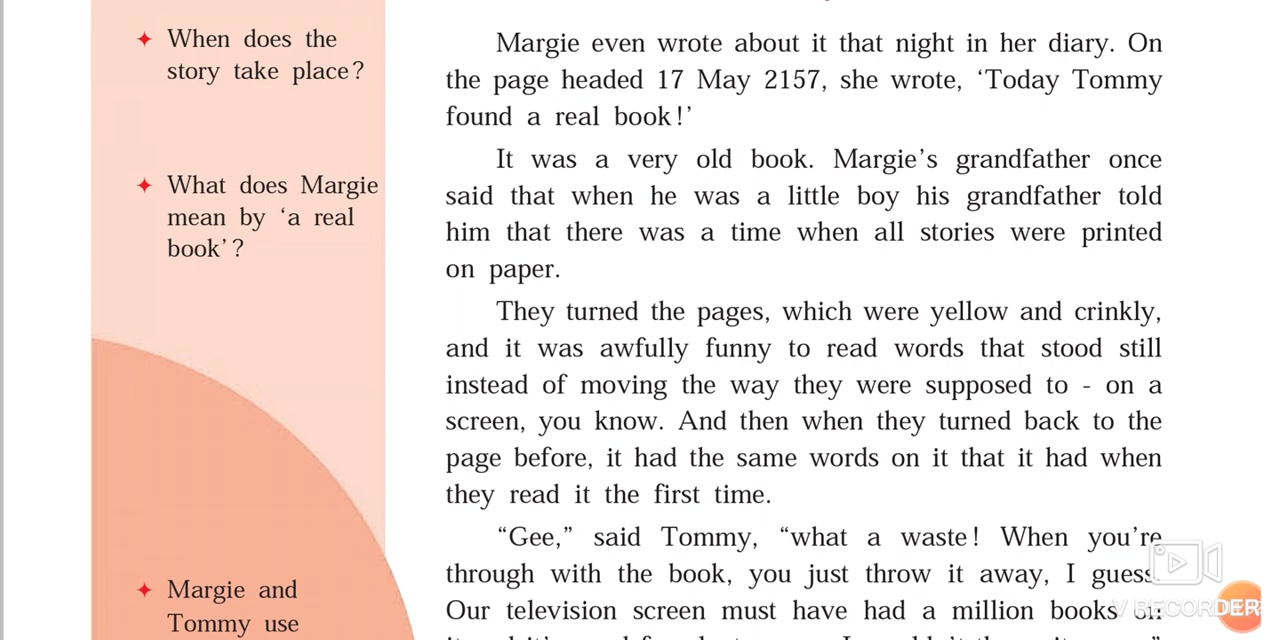 ✦ When does the
story take place?
✦ What does Margie
mean by ‘a real
book’?
✦ Margie and
Tommy use
Margie even wrote about it that night in her diary. On
the page headed 17 May 2157, she wrote, ‘Today Tommy
found a real book!’
It was a very old book. Margie’s grandfather once
said that when he was a little boy his grandfather told
him that there was a time when all stories were printed
on paper.
They turned the pages, which were yellow and crinkly,
and it was awfully funny to read words that stood still
instead of moving the way they were supposed to - on a
screen, you know. And then when they turned back to the
page before, it had the same words on it that it had when
they read it the first time.
“Gee,” said Tommy, “what a waste! When you’re
through with the book, you just throw it away, I guess.
Our television screen must have had a million books on
V RECORDER